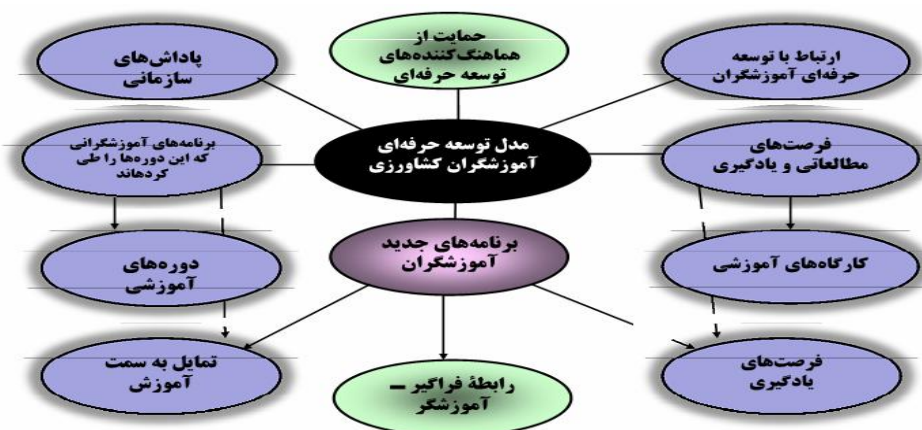 حمایت از
هماهنگ‌کننده‌های
توسعه حرفه‌ای
ارتباط با توسعه
حرفه‌ای آموزشگران
پاداش‌های
سازمانی
مدل توسعه حرفه‌ای
آموزشگران کشاورزی
فرصت‌های
مطالعاتی و یادگیری
برنامه‌های آموزشگرانی
که این دوره‌ها را طی
کرده‌اند
برنامه‌های جدید
آموزشگران
کارگاه‌های آموزشی
دوره‌های
آموزشی
فرصت‌های
یادگیری
رابطهٔ فراگیر –
آموزشگر
تمایل به سمت
آموزش